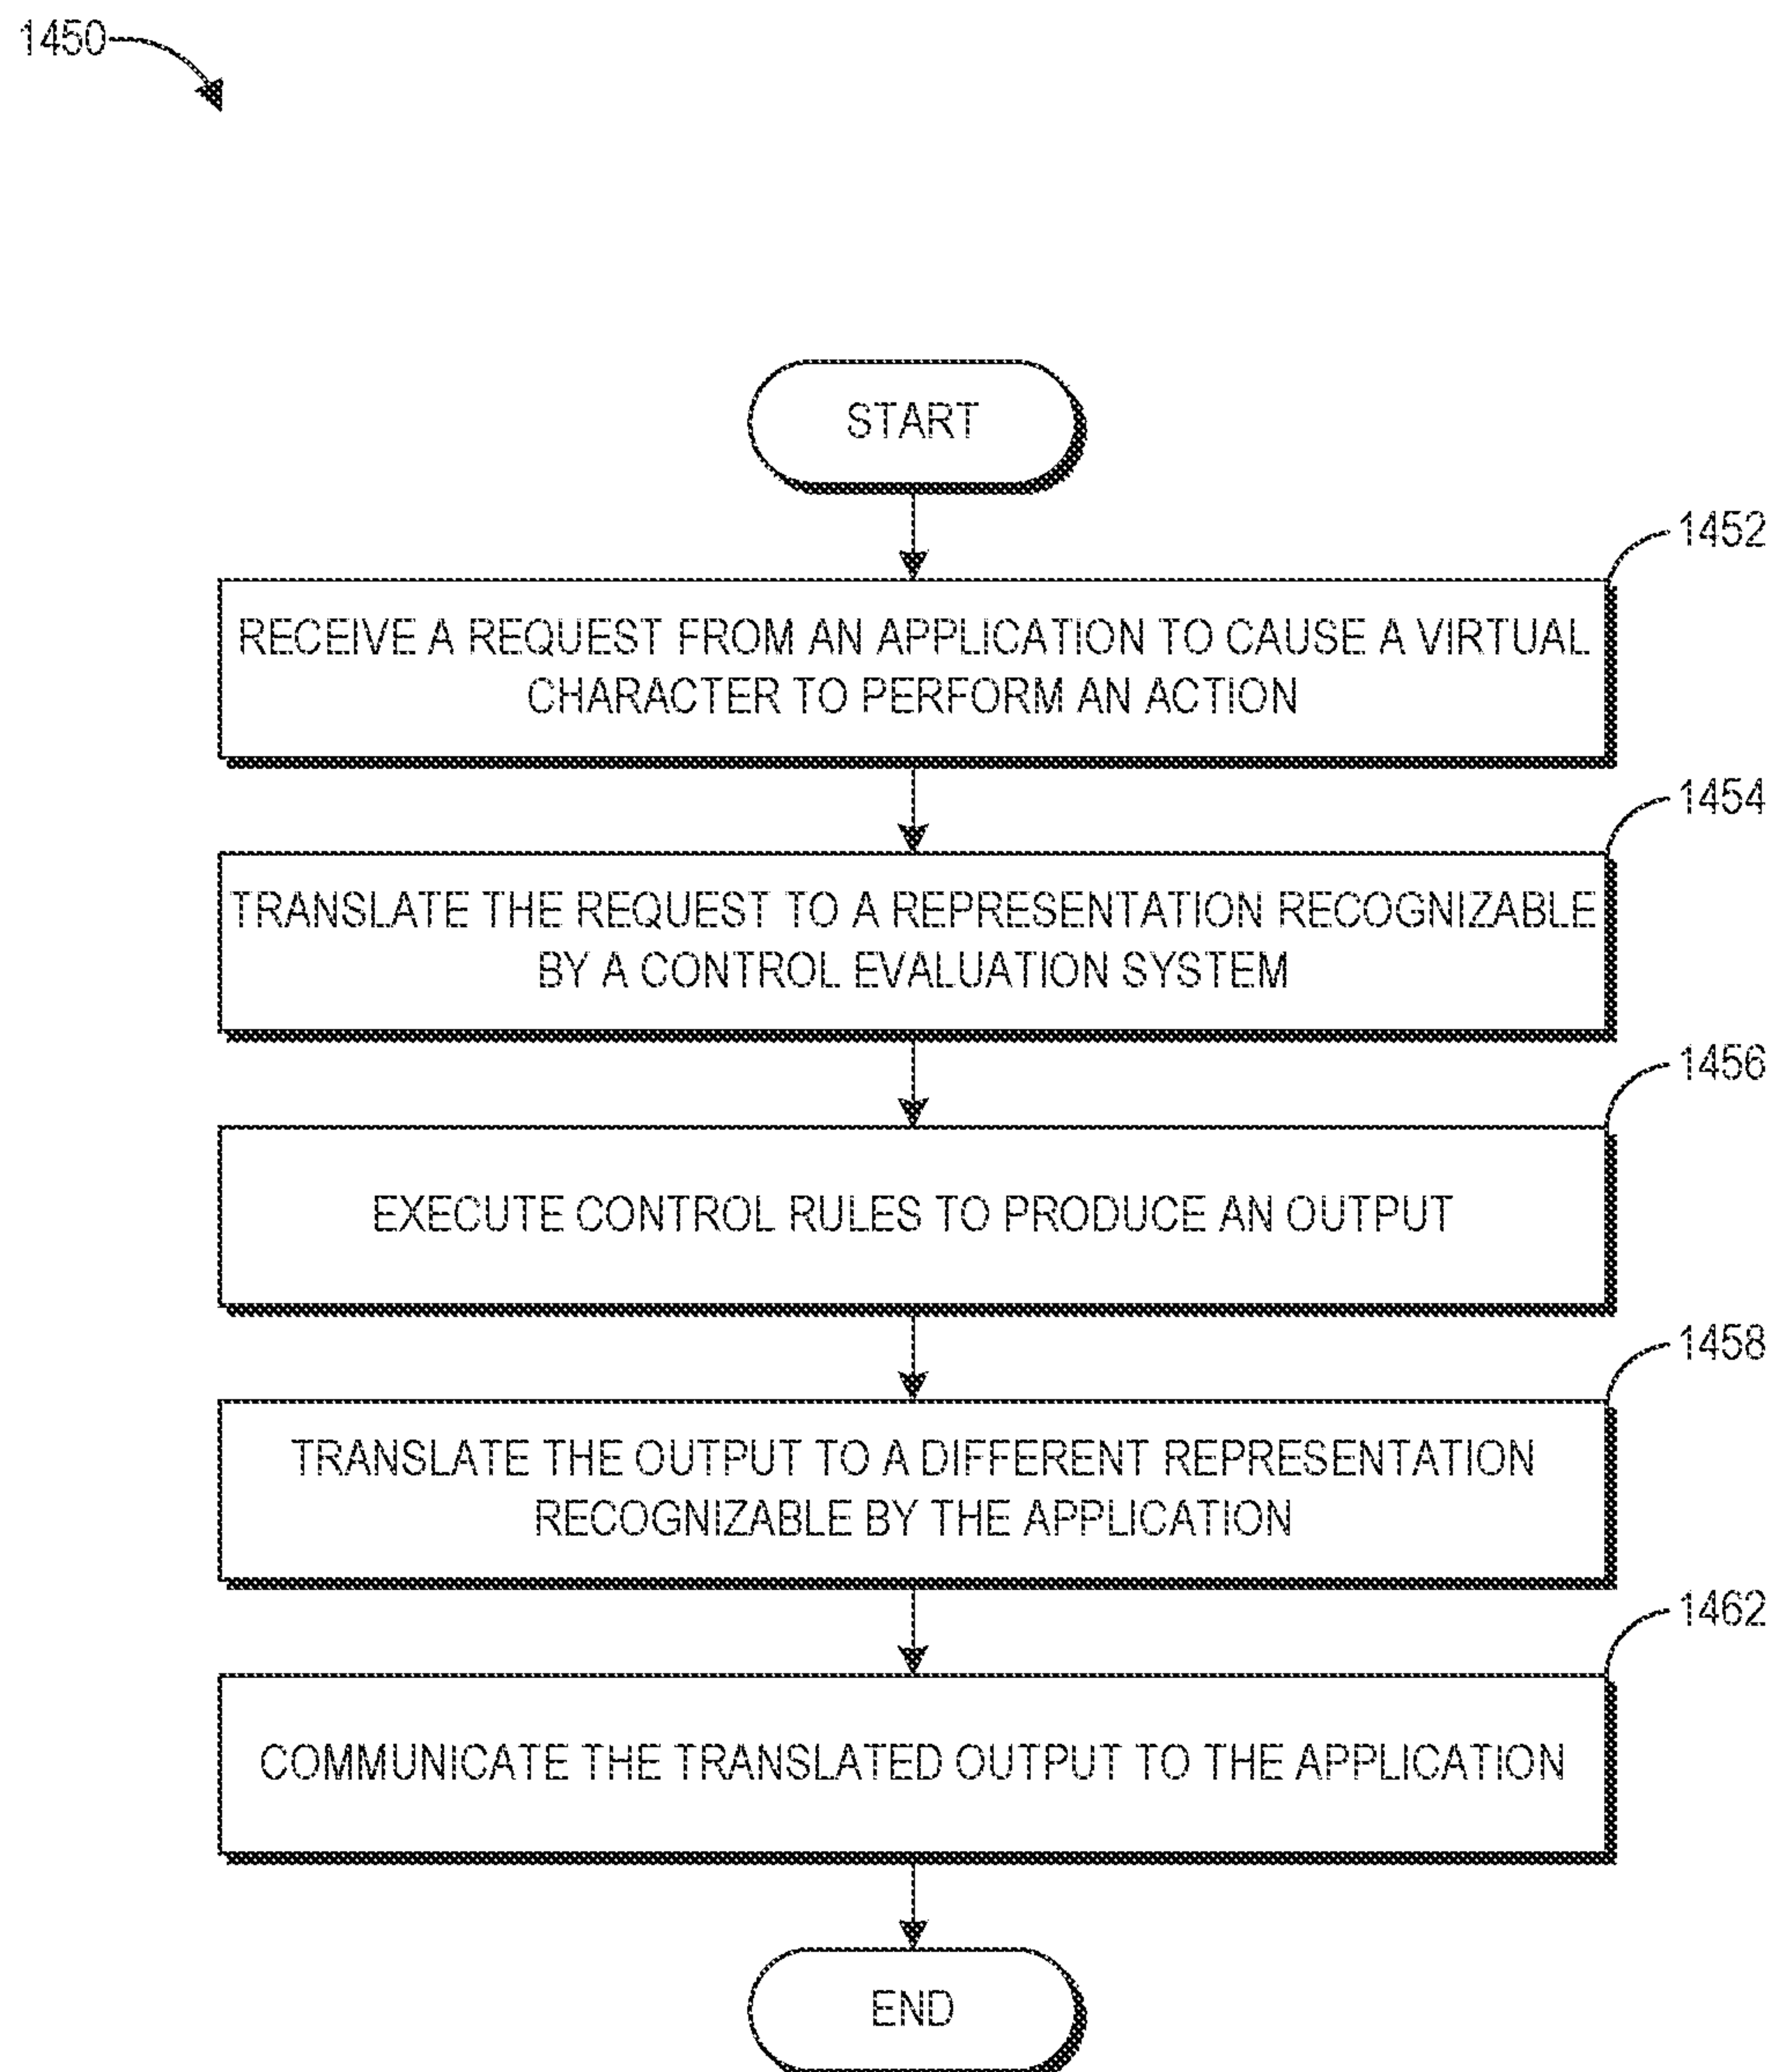 1450
START
1452
RECEIVE A REQUEST FROM AN APPLICATION TO CAUSE A VIRTUAL
CHARACTER TO PERFORM AN ACTION
1454
TRANSLATE THE REQUEST TO A REPRESENTATION RECOGNIZABLE
BY A CONTROL EVALUATION SYSTEM
1456
EXECUTE CONTROL RULES TO PRODUCE AN OUTPUT
1458
TRANSLATE THE OUTPUT TO A DIFFERENT REPRESENTATION
RECOGNIZABLE BY THE APPLICATION
1462
COMMUNICATE THE TRANSLATED OUTPUT TO THE APPLICATION
END